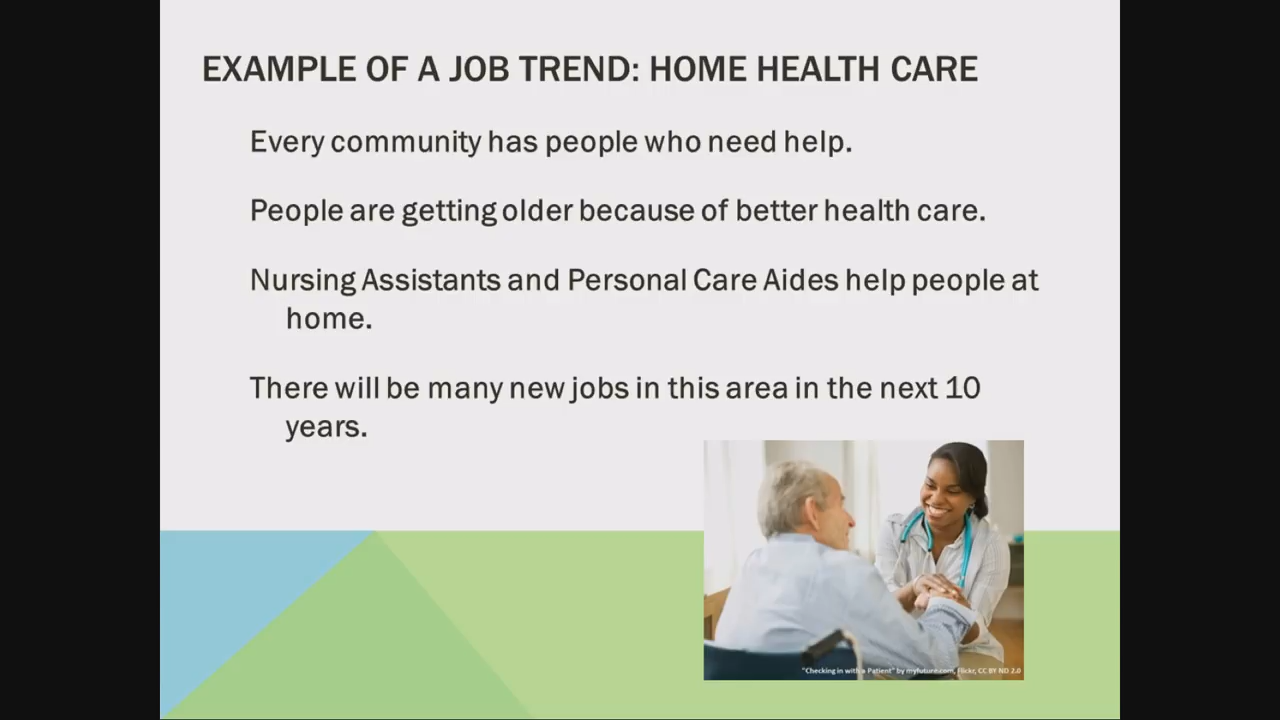 EXAMPLE OF A JOB TREND: HOME HEALTH CARE
Every community has people who need help.
People are getting older because of better health care.
Nursing Assistants and Personal Care Aides help people at
home.
There will be many new jobs in this area in the next 10
years.
"Checking in with a Patient" by myfuture.com, Flickr, CC BY ND 2.0